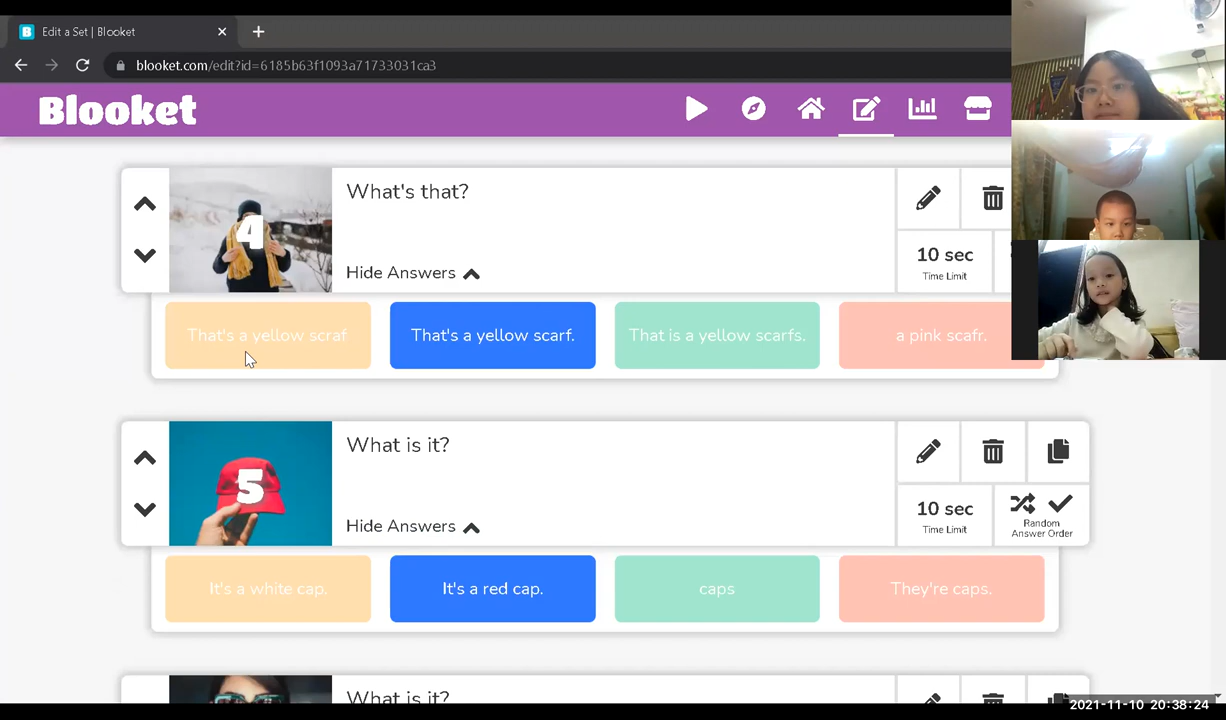 Edit a Set | Blooket
blooket.com/edit?id=6185b63f1093a71733031ca3
Blooket
4
What's that?
Hide Answers
10 sec
Time Limit
That's a yellow scraf
That's a yellow scarf.
That is a yellow scarfs.
a pink scafr.
5
What is it?
Hide Answers
10 sec
Time Limit
Random
Answer Order
It's a white cap.
It's a red cap.
caps
They're caps.
What is it?
2021-11-10 20:38:24